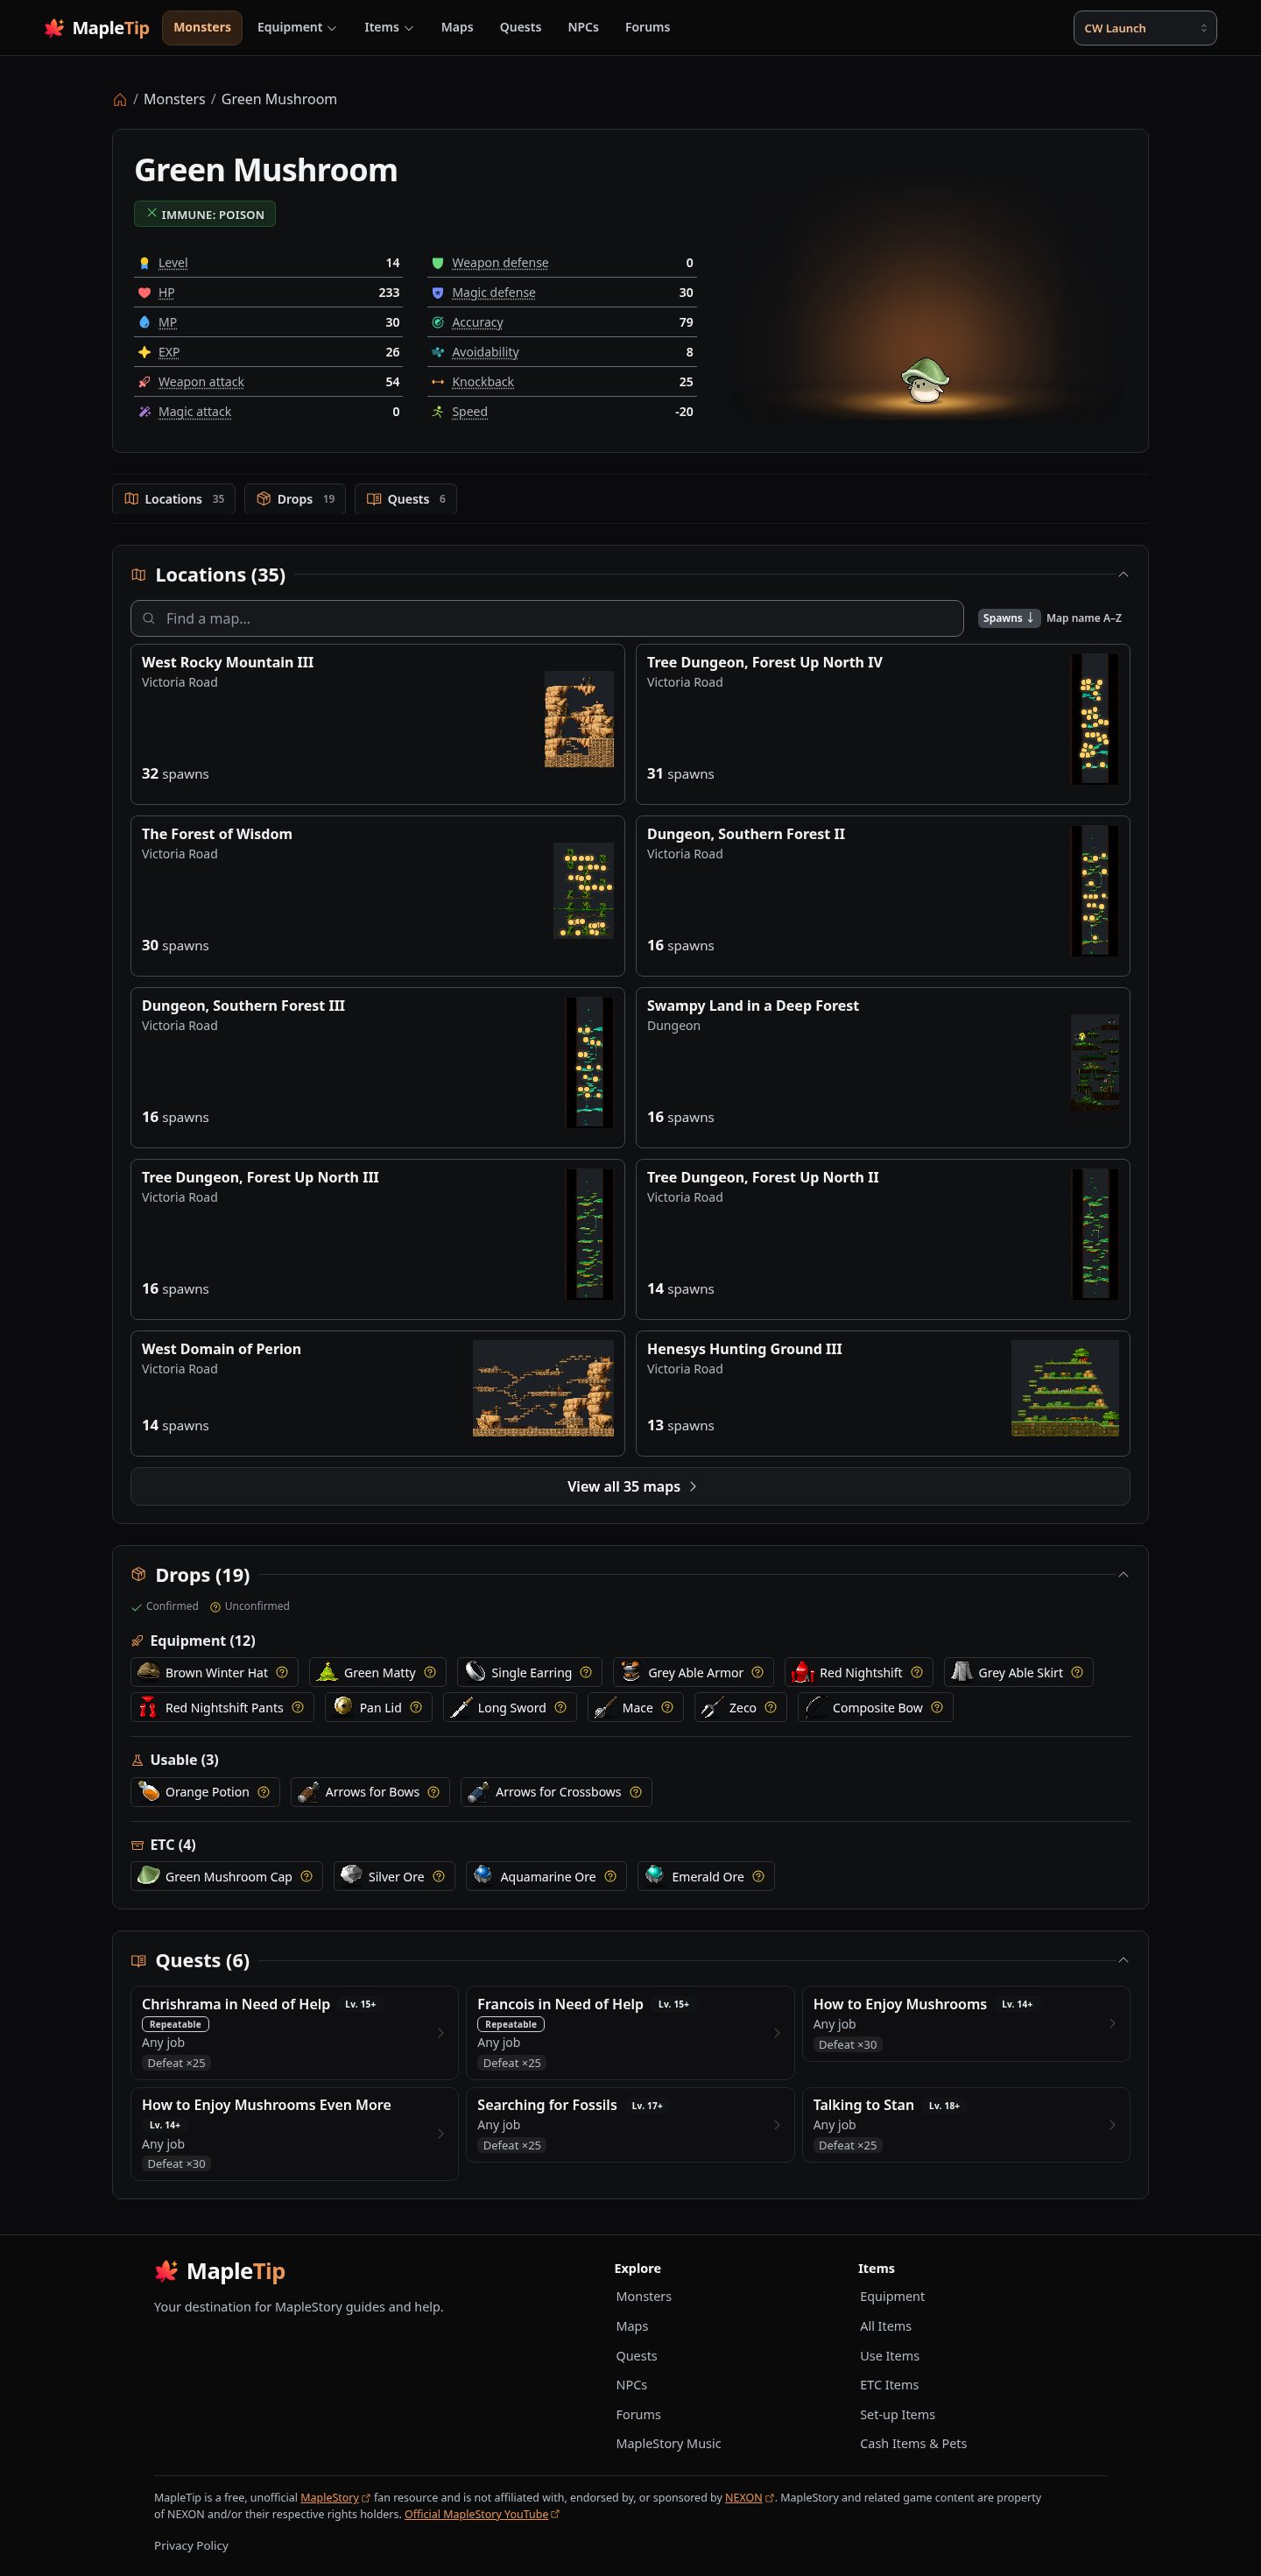 MapleTip Monsters Equipment Items Maps Quests NPCs Forums CW Launch
/ Monsters / Green Mushroom
Green Mushroom
IMMUNE: POISON
Level 14 Weapon defense 0
HP 233 Magic defense 30
MP 30 Accuracy 79
EXP 26 Avoidability 8
Weapon attack 54 Knockback 25
Magic attack 0 Speed -20
Locations 35 Drops 19 Quests 6
Locations (35)
Find a map... Spawns ↓ Map name A–Z
West Rocky Mountain III
Victoria Road
32 spawns
Tree Dungeon, Forest Up North IV
Victoria Road
31 spawns
The Forest of Wisdom
Victoria Road
30 spawns
Dungeon, Southern Forest II
Victoria Road
16 spawns
Dungeon, Southern Forest III
Victoria Road
16 spawns
Swampy Land in a Deep Forest
Dungeon
16 spawns
Tree Dungeon, Forest Up North III
Victoria Road
16 spawns
Tree Dungeon, Forest Up North II
Victoria Road
14 spawns
West Domain of Perion
Victoria Road
14 spawns
Henesys Hunting Ground III
Victoria Road
13 spawns
View all 35 maps
Drops (19)
Confirmed Unconfirmed
Equipment (12)
Brown Winter Hat Green Matty Single Earring Grey Able Armor Red Nightshift Grey Able Skirt
Red Nightshift Pants Pan Lid Long Sword Mace Zeco Composite Bow
Usable (3)
Orange Potion Arrows for Bows Arrows for Crossbows
ETC (4)
Green Mushroom Cap Silver Ore Aquamarine Ore Emerald Ore
Quests (6)
Chrishrama in Need of Help Lv. 15+
Repeatable
Any job
Defeat ×25
Francois in Need of Help Lv. 15+
Repeatable
Any job
Defeat ×25
How to Enjoy Mushrooms Lv. 14+
Any job
Defeat ×30
How to Enjoy Mushrooms Even More
Lv. 14+
Any job
Defeat ×30
Searching for Fossils Lv. 17+
Any job
Defeat ×25
Talking to Stan Lv. 18+
Any job
Defeat ×25
MapleTip
Your destination for MapleStory guides and help.
Explore
Monsters
Maps
Quests
NPCs
Forums
MapleStory Music
Items
Equipment
All Items
Use Items
ETC Items
Set-up Items
Cash Items & Pets
MapleTip is a free, unofficial MapleStory fan resource and is not affiliated with, endorsed by, or sponsored by NEXON. MapleStory and related game content are property
of NEXON and/or their respective rights holders. Official MapleStory YouTube
Privacy Policy